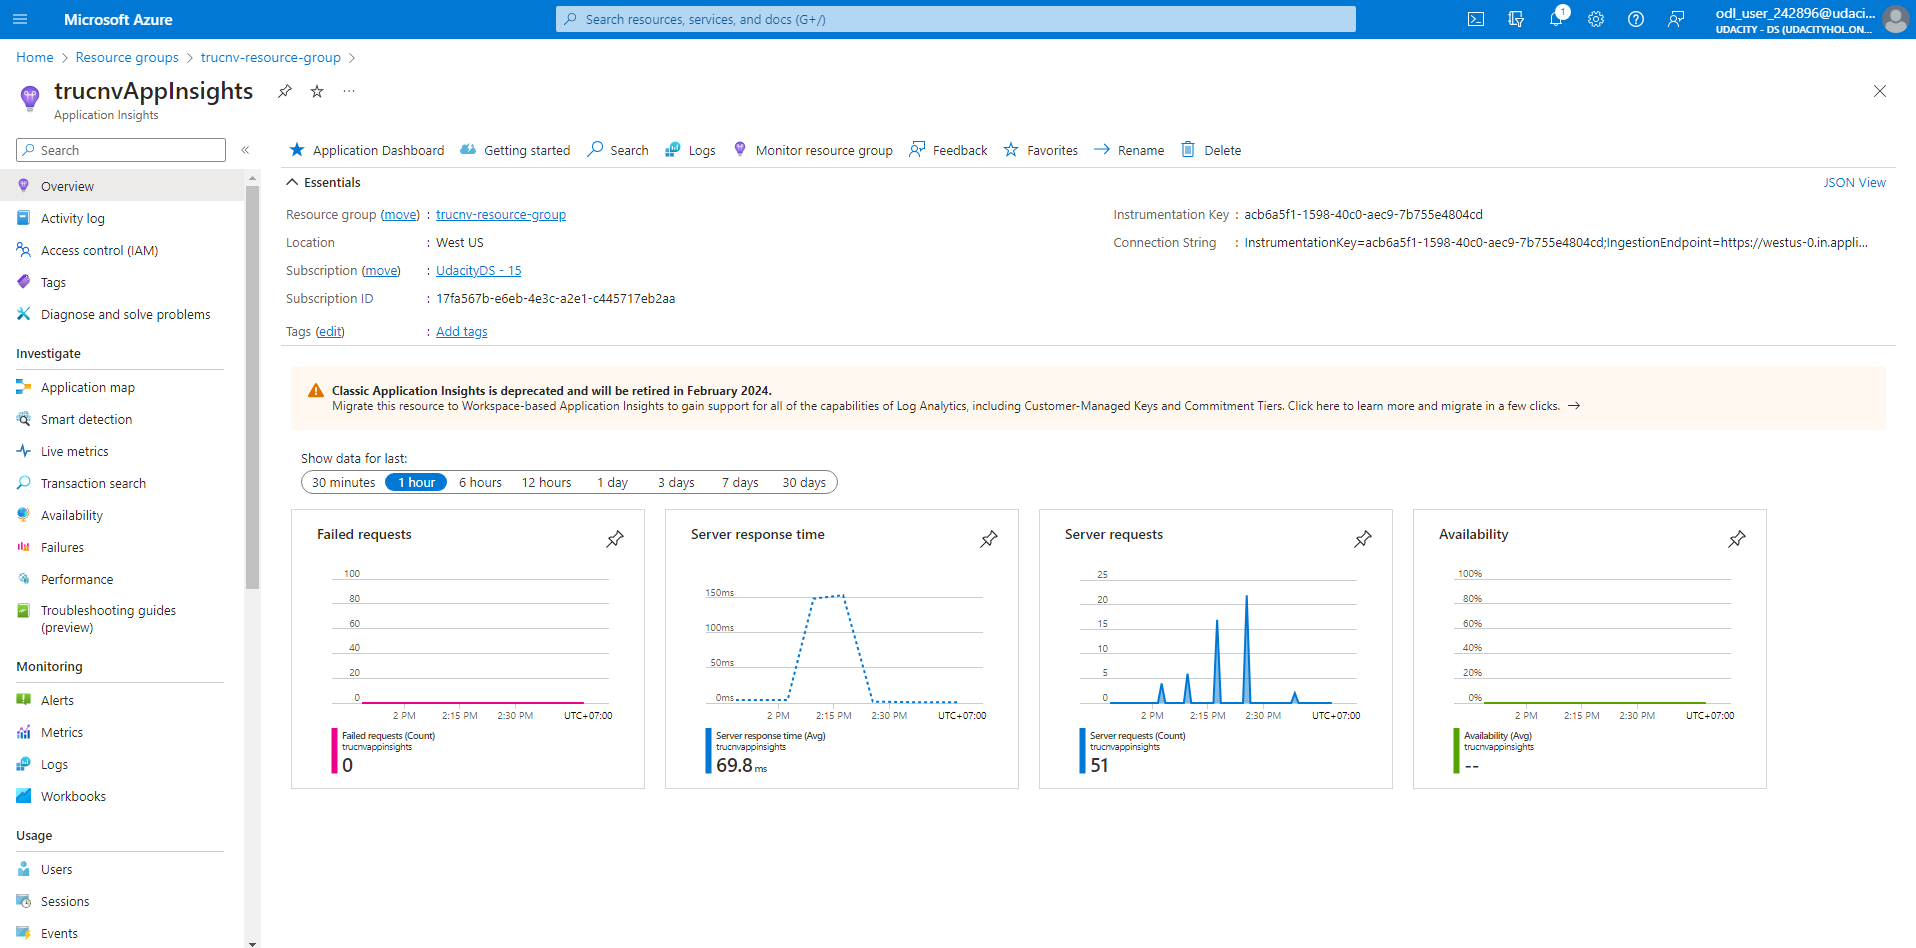 Microsoft Azure
Search resources, services, and docs (G+/)
1
odl_user_242896@udaci...
UDACITY - DS (UDACITYHOL.ON...
Home > Resource groups > trucnv-resource-group >
trucnvAppInsights
Application Insights
Search
Overview
Activity log
Access control (IAM)
Tags
Diagnose and solve problems
Investigate
Application map
Smart detection
Live metrics
Transaction search
Availability
Failures
Performance
Troubleshooting guides
(preview)
Monitoring
Alerts
Metrics
Logs
Workbooks
Usage
Users
Sessions
Events
Application Dashboard Getting started Search Logs Monitor resource group Feedback Favorites Rename Delete
Essentials
JSON View
Resource group (move) : trucnv-resource-group
Location : West US
Subscription (move) : UdacityDS - 15
Subscription ID : 17fa567b-e6eb-4e3c-a2e1-c445717eb2aa
Tags (edit) : Add tags
Instrumentation Key : acb6a5f1-1598-40c0-aec9-7b755e4804cd
Connection String : InstrumentationKey=acb6a5f1-1598-40c0-aec9-7b755e4804cd;IngestionEndpoint=https://westus-0.in.appli...
Classic Application Insights is deprecated and will be retired in February 2024.
Migrate this resource to Workspace-based Application Insights to gain support for all of the capabilities of Log Analytics, including Customer-Managed Keys and Commitment Tiers. Click here to learn more and migrate in a few clicks. →
Show data for last:
30 minutes 1 hour 6 hours 12 hours 1 day 3 days 7 days 30 days
Failed requests
100
80
60
40
20
0
2 PM 2:15 PM 2:30 PM UTC+07:00
Failed requests (Count)
trucnvappinsights
0
Server response time
150ms
100ms
50ms
0ms
2 PM 2:15 PM 2:30 PM UTC+07:00
Server response time (Avg)
trucnvappinsights
69.8 ms
Server requests
25
20
15
10
5
0
2 PM 2:15 PM 2:30 PM UTC+07:00
Server requests (Count)
trucnvappinsights
51
Availability
100%
80%
60%
40%
20%
0%
2 PM 2:15 PM 2:30 PM UTC+07:00
Availability (Avg)
trucnvappinsights
--